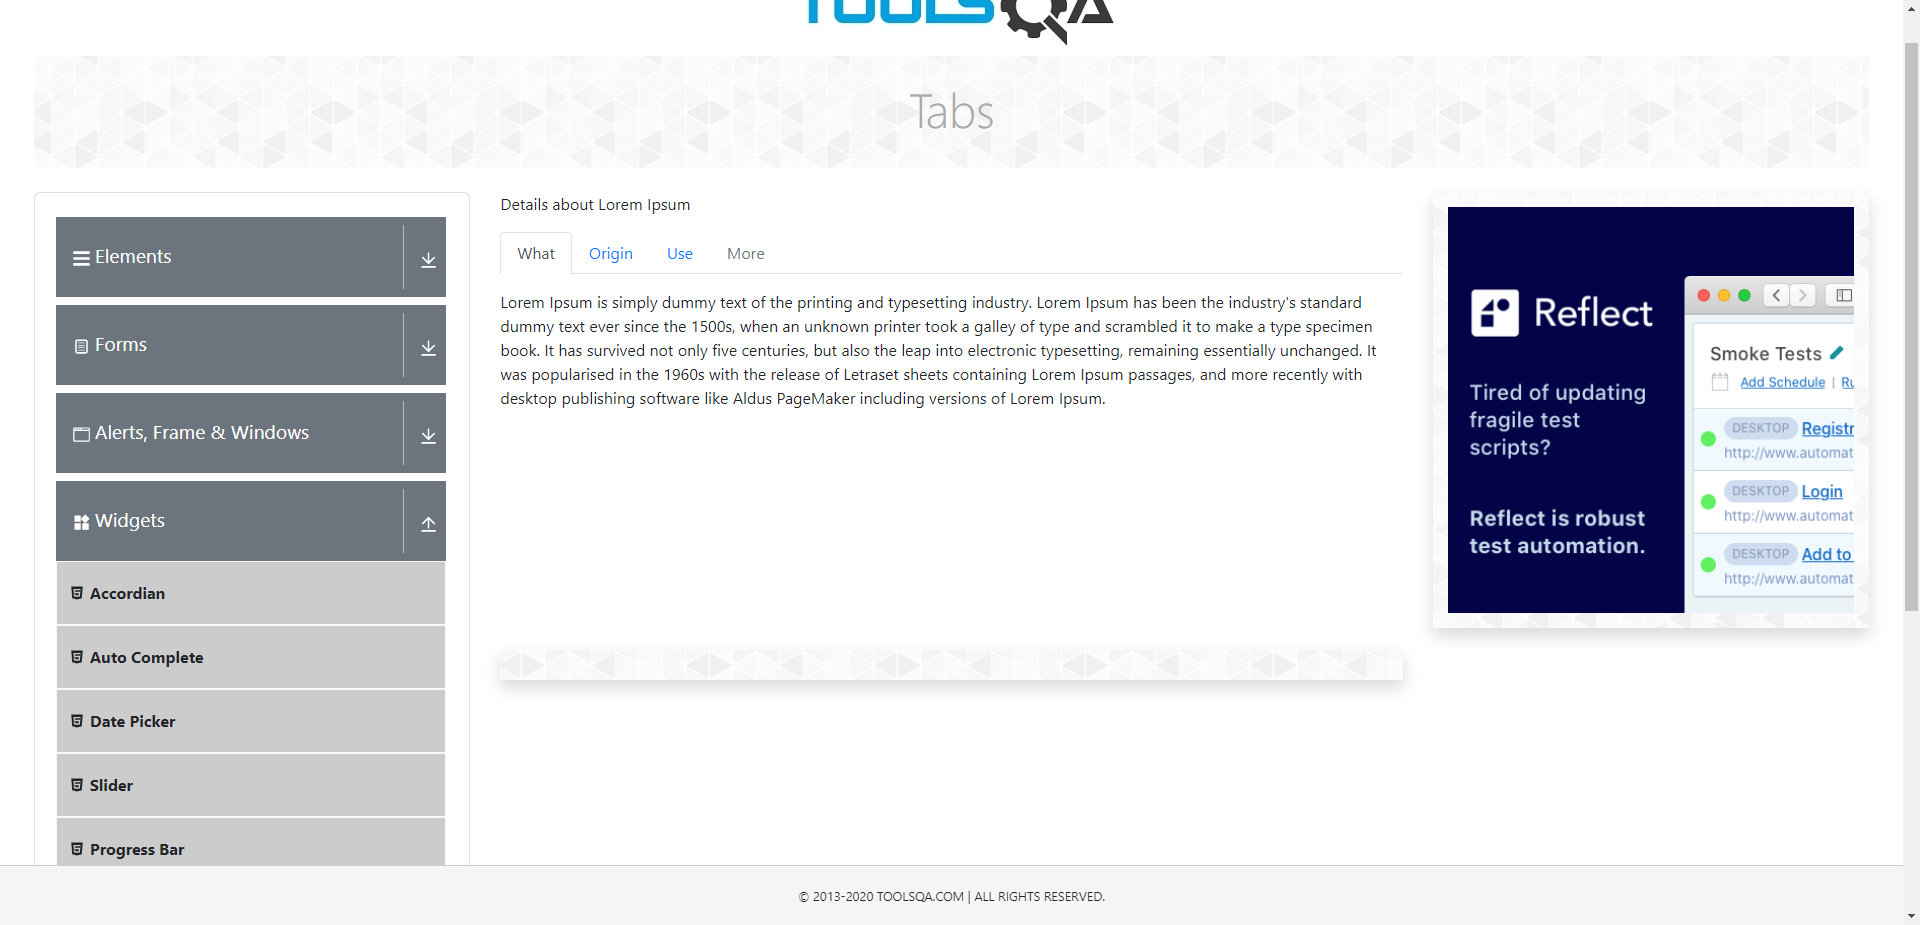 TOOLSQA
Tabs
Elements
Forms
Alerts, Frame & Windows
Widgets
Accordian
Auto Complete
Date Picker
Slider
Progress Bar
Details about Lorem Ipsum
What Origin Use More
Lorem Ipsum is simply dummy text of the printing and typesetting industry. Lorem Ipsum has been the industry's standard
dummy text ever since the 1500s, when an unknown printer took a galley of type and scrambled it to make a type specimen
book. It has survived not only five centuries, but also the leap into electronic typesetting, remaining essentially unchanged. It
was popularised in the 1960s with the release of Letraset sheets containing Lorem Ipsum passages, and more recently with
desktop publishing software like Aldus PageMaker including versions of Lorem Ipsum.
Reflect
Tired of updating
fragile test
scripts?
Reflect is robust
test automation.
Smoke Tests
Add Schedule | Ru
DESKTOP Registr
http://www.automat
DESKTOP Login
http://www.automat
DESKTOP Add to
http://www.automat
© 2013-2020 TOOLSQA.COM | ALL RIGHTS RESERVED.